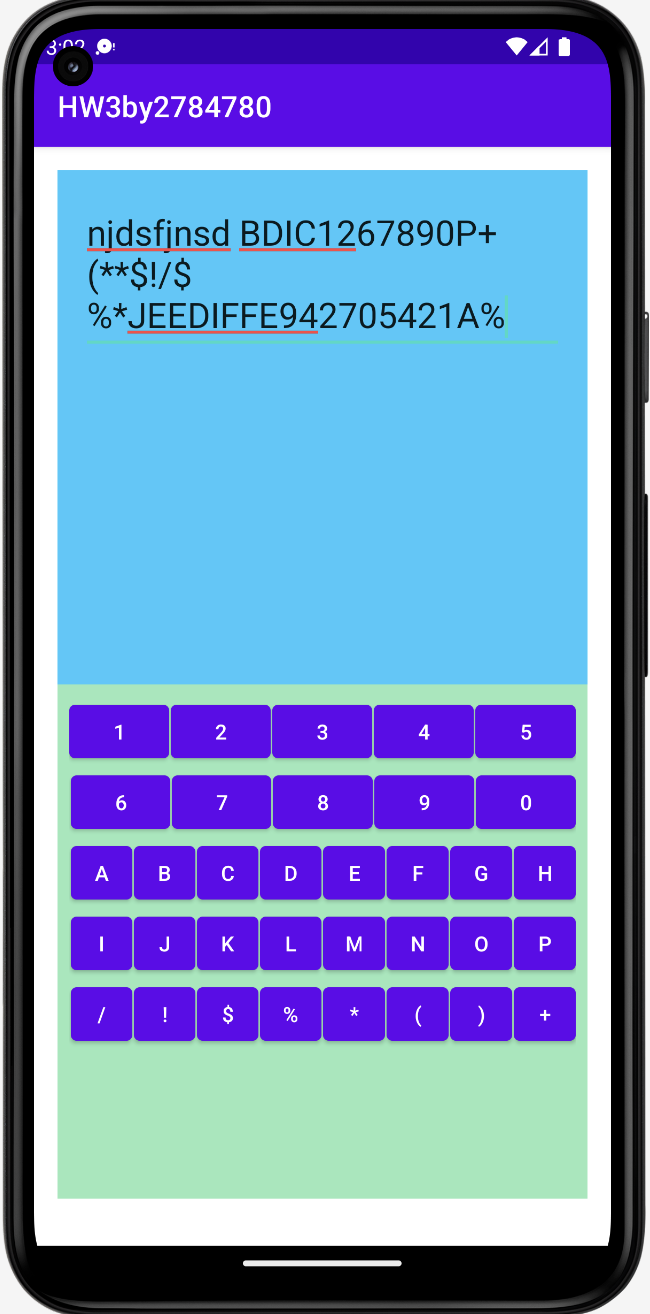 3:02
HW3by2784780
njdsfjnsd BDIC1267890P+
(**$!/$
%*JEEDIFFE942705421A%
1 2 3 4 5
6 7 8 9 0
A B C D E F G H
I J K L M N O P
/ ! $ % * ( ) +